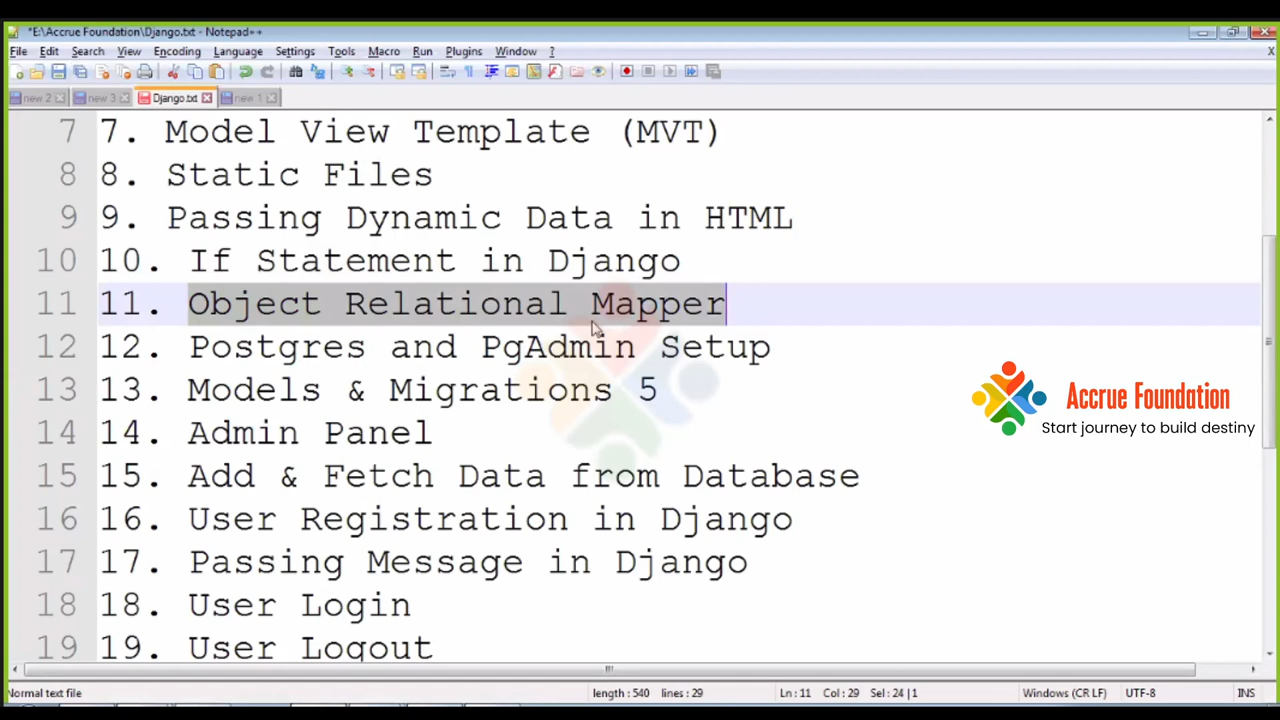 *E:\Accrue Foundation\Django.txt - Notepad++
File Edit Search View Encoding Language Settings Tools Macro Run Plugins Window ?
X
new 2 new 3 Django.txt new 1
7 7. Model View Template (MVT)
8 8. Static Files
9 9. Passing Dynamic Data in HTML
10 10. If Statement in Django
11 11. Object Relational Mapper
12 12. Postgres and PgAdmin Setup
13 13. Models & Migrations 5
14 14. Admin Panel
15 15. Add & Fetch Data from Database
16 16. User Registration in Django
17 17. Passing Message in Django
18 18. User Login
19 19. User Logout
Accrue Foundation
Start journey to build destiny
Normal text file length : 540 lines : 29 Ln : 11 Col : 29 Sel : 24 | 1 Windows (CR LF) UTF-8 INS